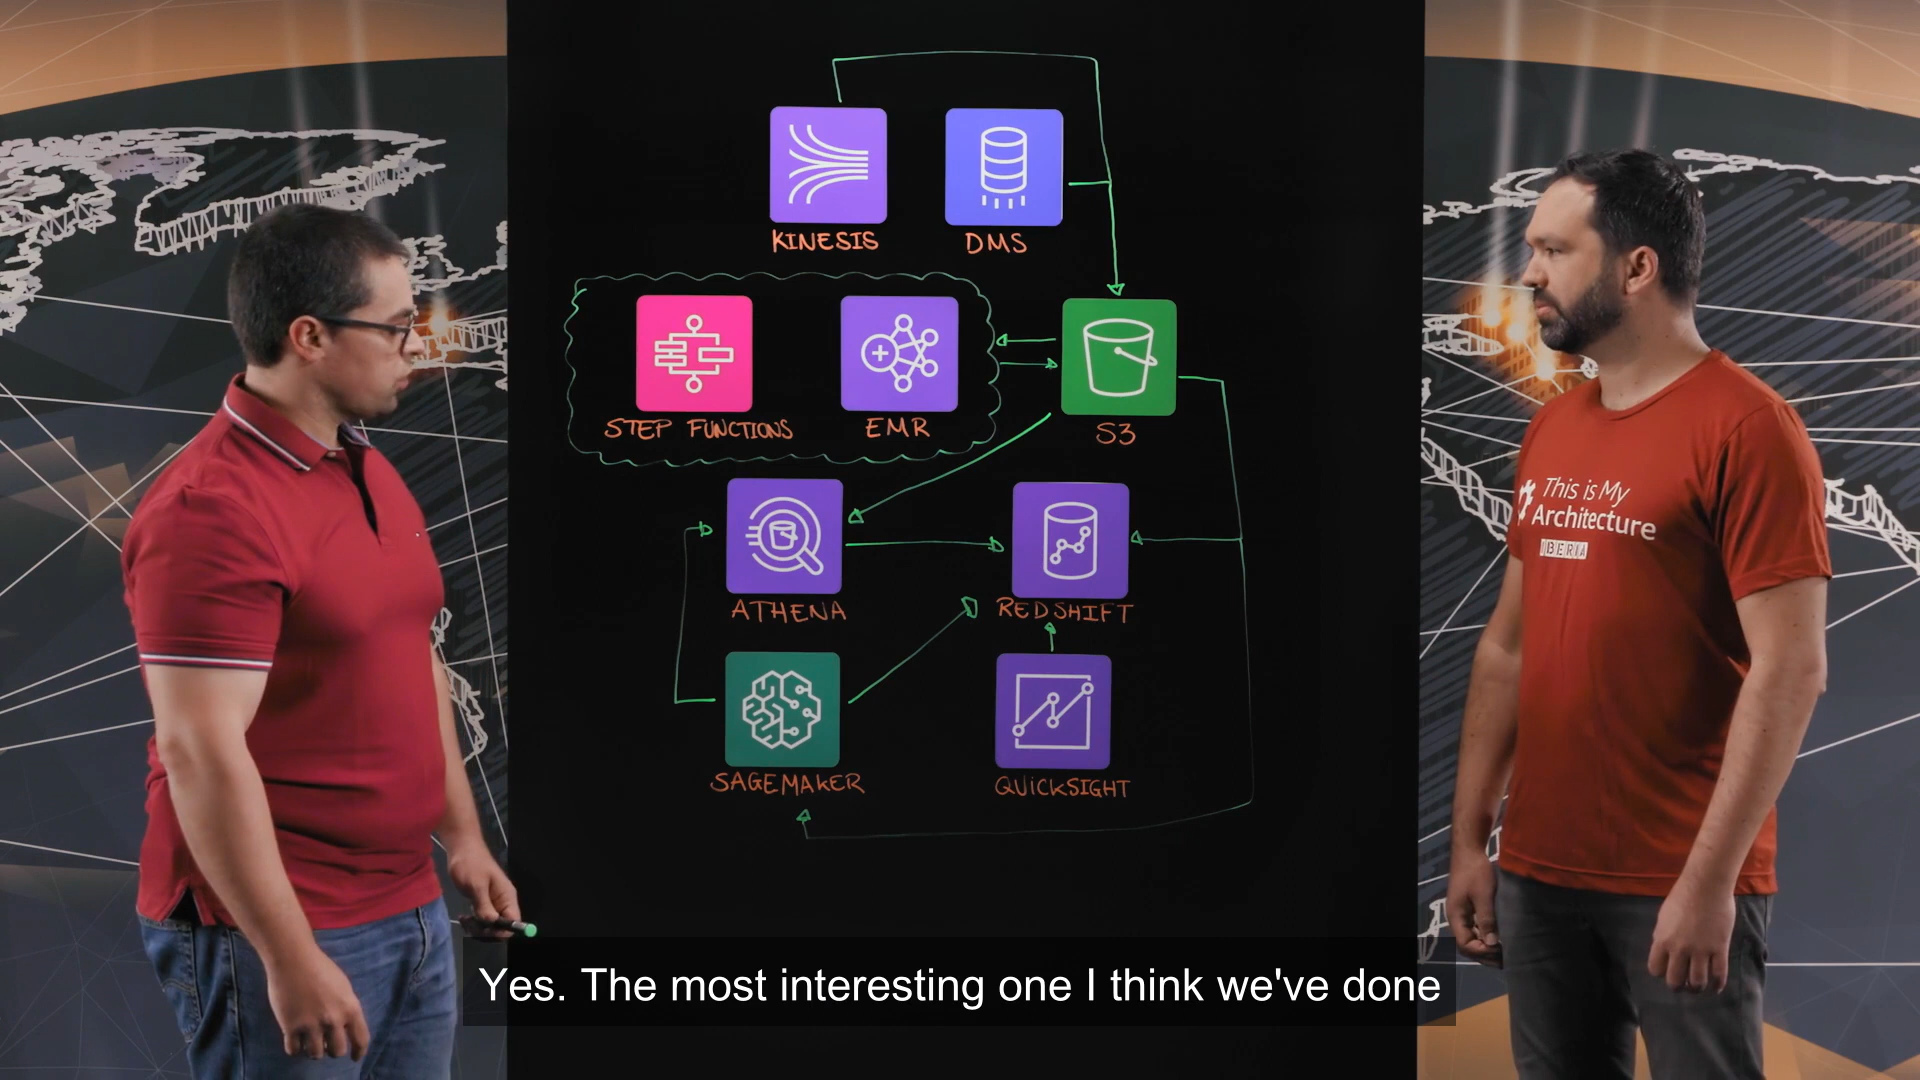 KINESIS
DMS
STEP FUNCTIONS
EMR
S3
ATHENA
REDSHIFT
SAGEMAKER
QUICKSIGHT
This is My
Architecture
IBERIA
Yes. The most interesting one I think we've done